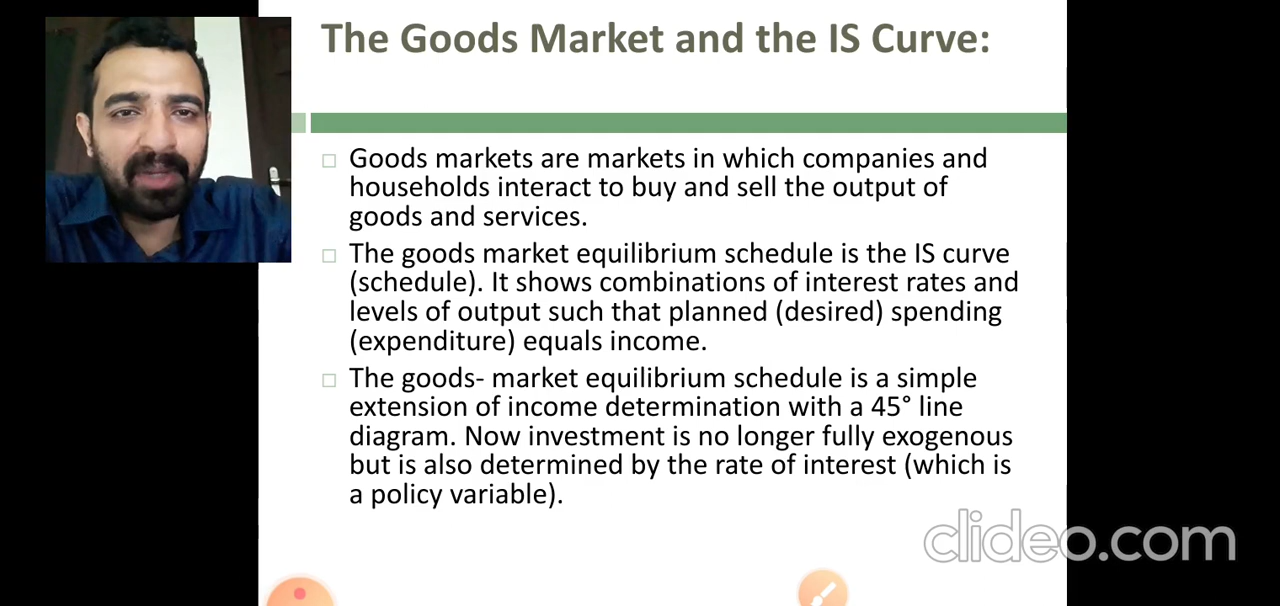 The Goods Market and the IS Curve:
Goods markets are markets in which companies and
households interact to buy and sell the output of
goods and services.
The goods market equilibrium schedule is the IS curve
(schedule). It shows combinations of interest rates and
levels of output such that planned (desired) spending
(expenditure) equals income.
The goods- market equilibrium schedule is a simple
extension of income determination with a 45° line
diagram. Now investment is no longer fully exogenous
but is also determined by the rate of interest (which is
a policy variable).
clideo.com